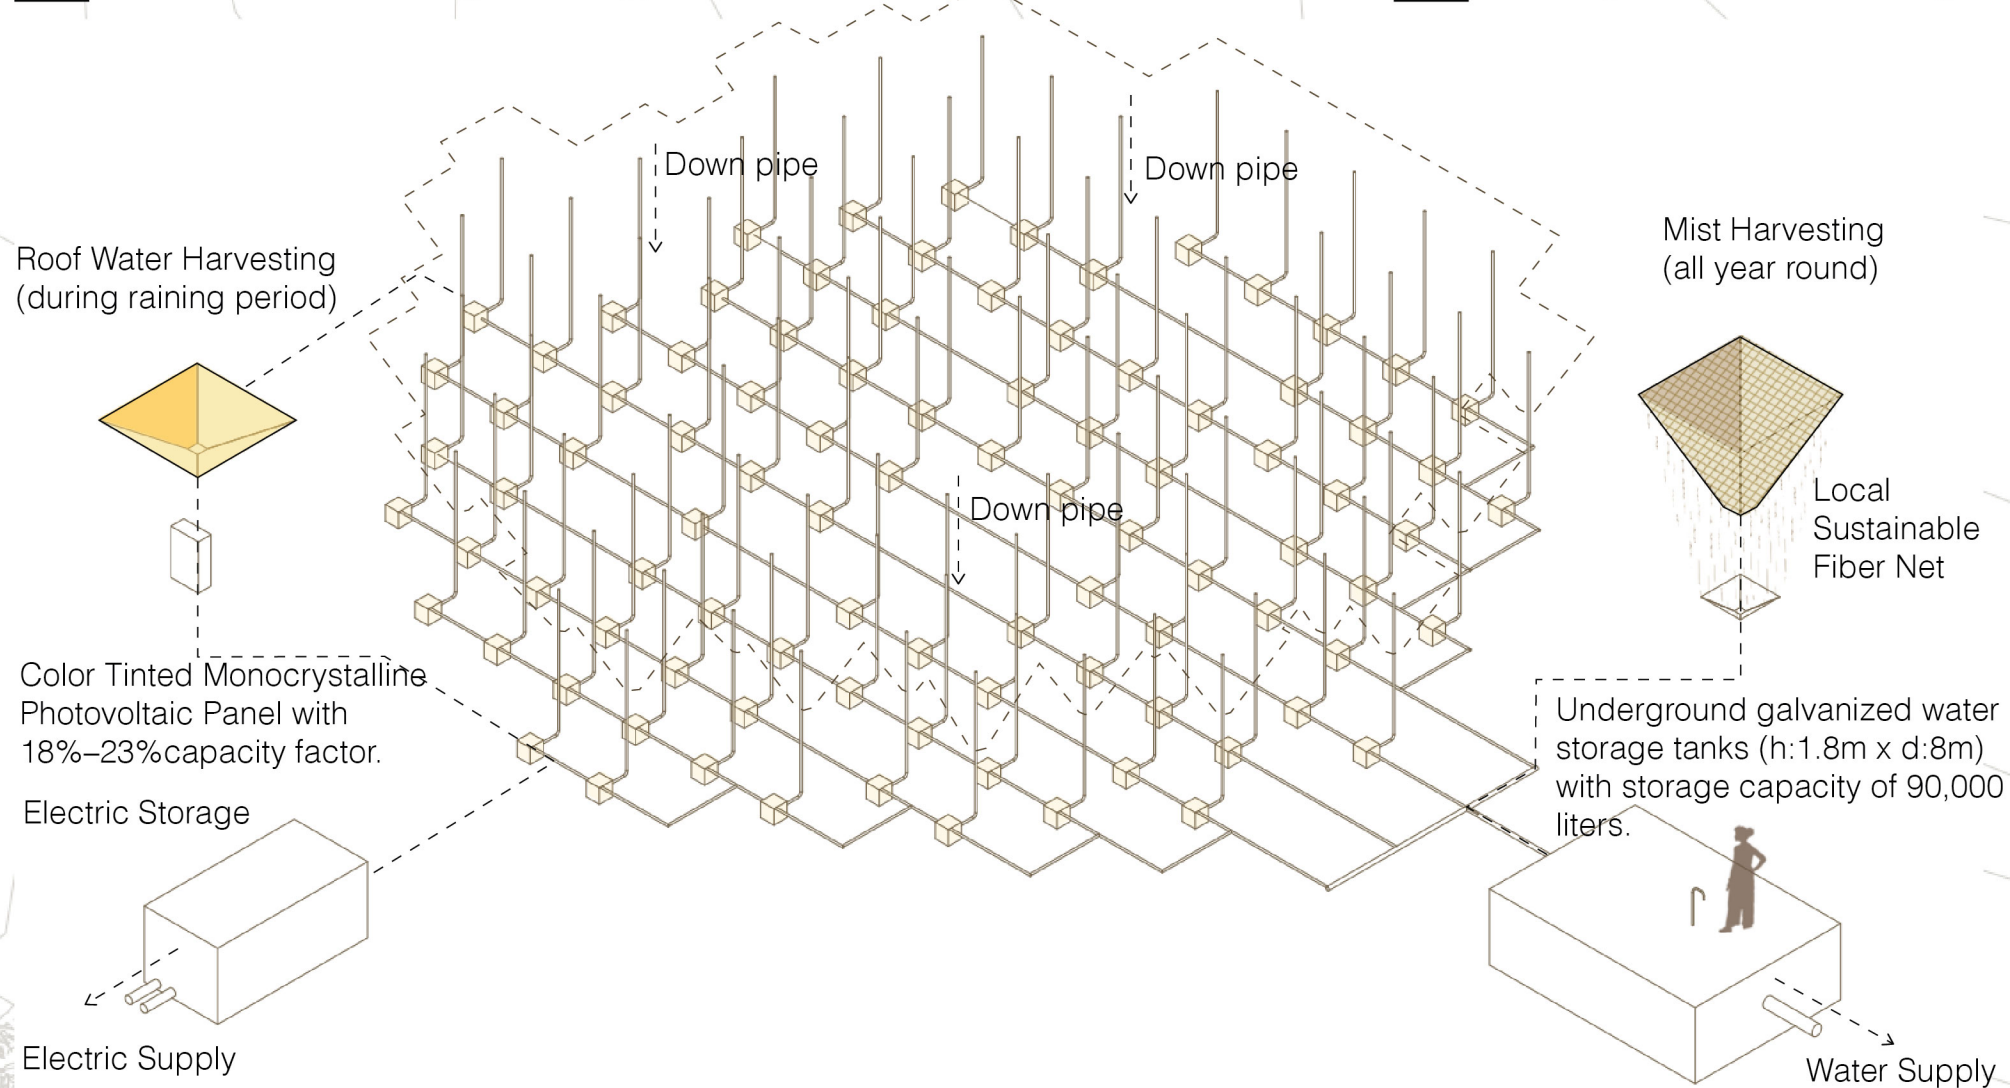 Down pipe
Down pipe
Roof Water Harvesting
(during raining period)
Mist Harvesting
(all year round)
Down pipe
Local
Sustainable
Fiber Net
Color Tinted Monocrystalline
Photovoltaic Panel with
18%–23%capacity factor.
Underground galvanized water
storage tanks (h:1.8m x d:8m)
with storage capacity of 90,000
liters.
Electric Storage
Electric Supply
Water Supply